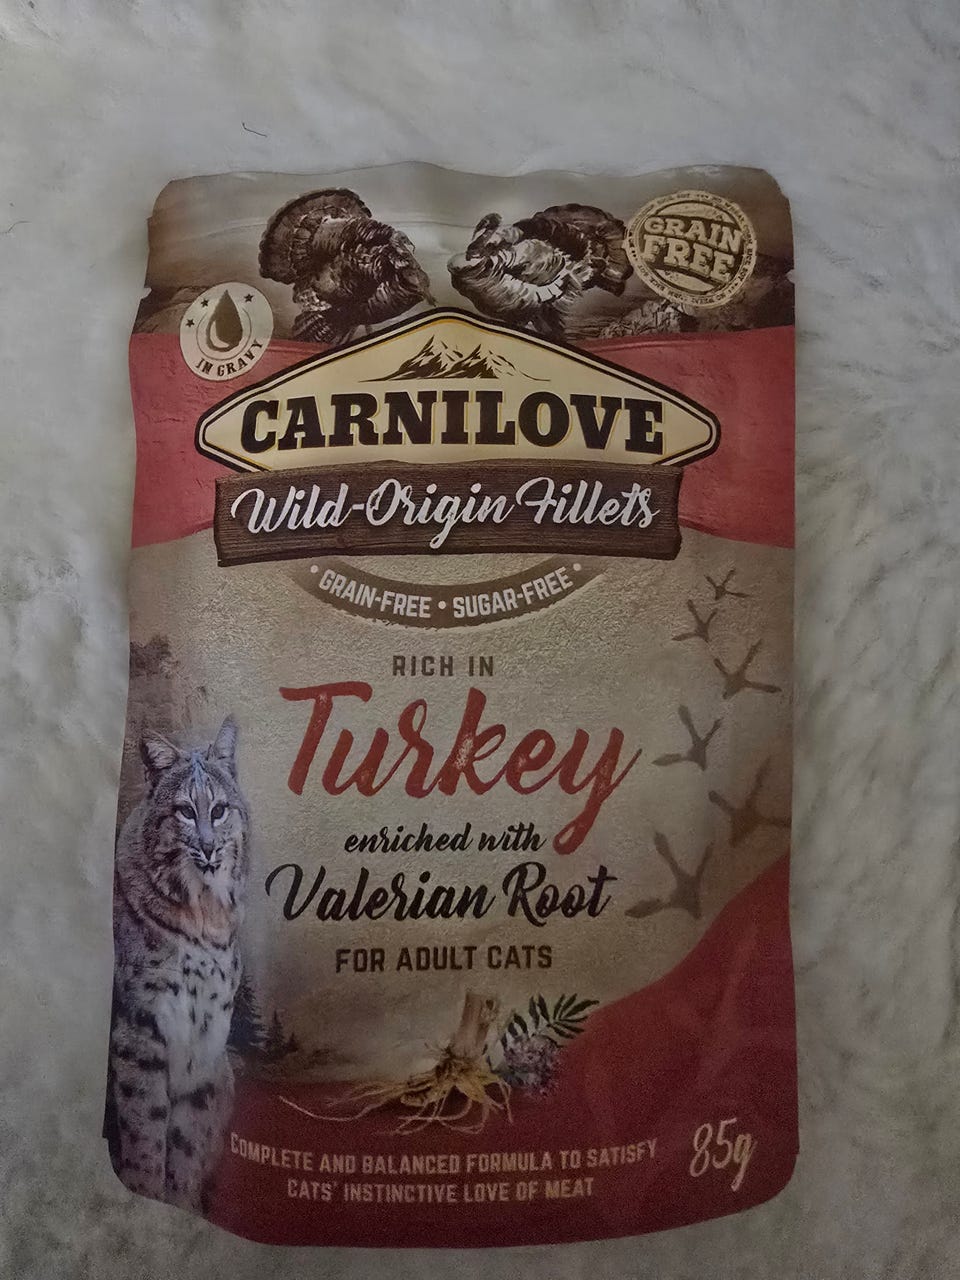 GRAIN
FREE
IN GRAVY
CARNILOVE
Wild-Origin Fillets
• GRAIN-FREE • SUGAR-FREE •
RICH IN
Turkey
enriched with
Valerian Root
FOR ADULT CATS
COMPLETE AND BALANCED FORMULA TO SATISFY
CATS' INSTINCTIVE LOVE OF MEAT
85g